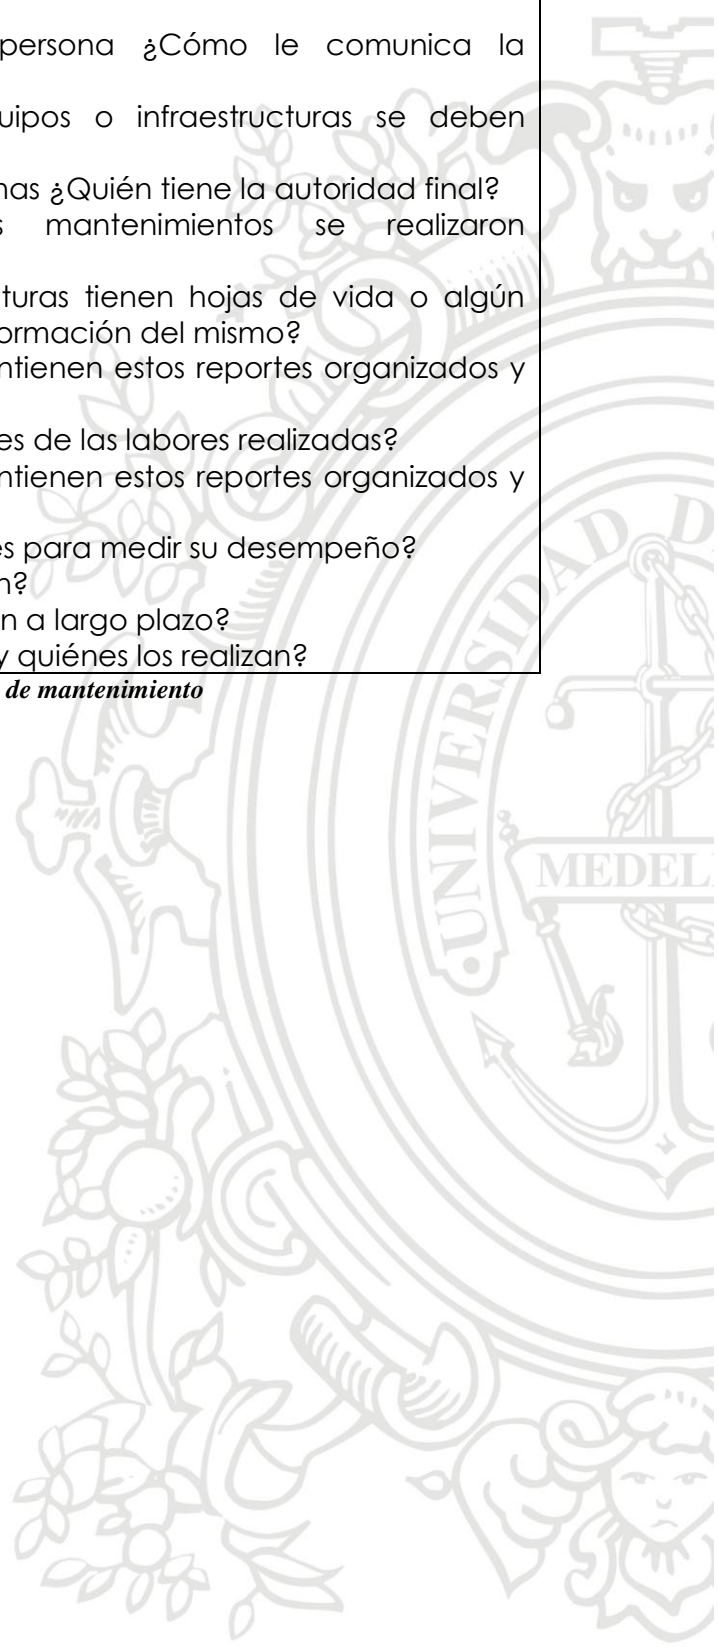 persona ¿Cómo le comunica la
uipos o infraestructuras se deben
nas ¿Quién tiene la autoridad final?
s mantenimientos se realizaron
turas tienen hojas de vida o algún
ormación del mismo?
ntienen estos reportes organizados y
es de las labores realizadas?
ntienen estos reportes organizados y
es para medir su desempeño?
n?
n a largo plazo?
y quiénes los realizan?
de mantenimiento
UNIVERSIDAD D
MEDEL